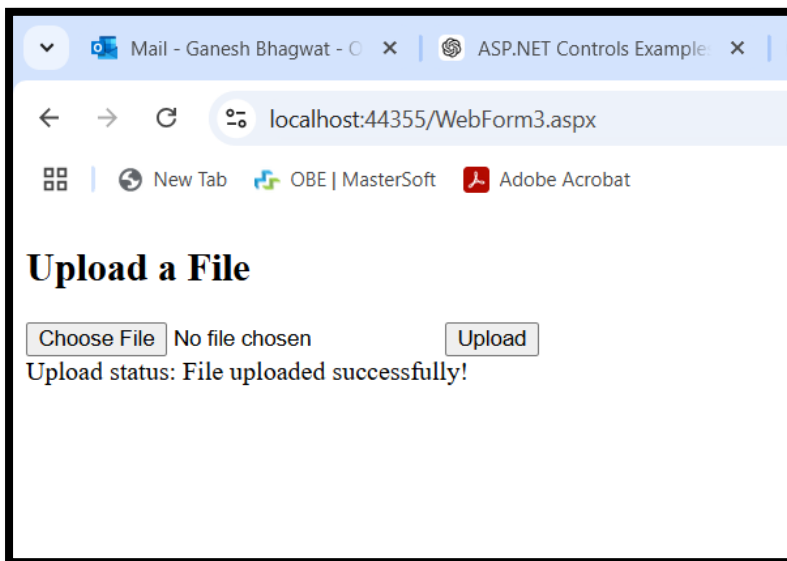 Mail - Ganesh Bhagwat - O ASP.NET Controls Example
localhost:44355/WebForm3.aspx
New Tab OBE | MasterSoft Adobe Acrobat
Upload a File
Choose File No file chosen Upload
Upload status: File uploaded successfully!